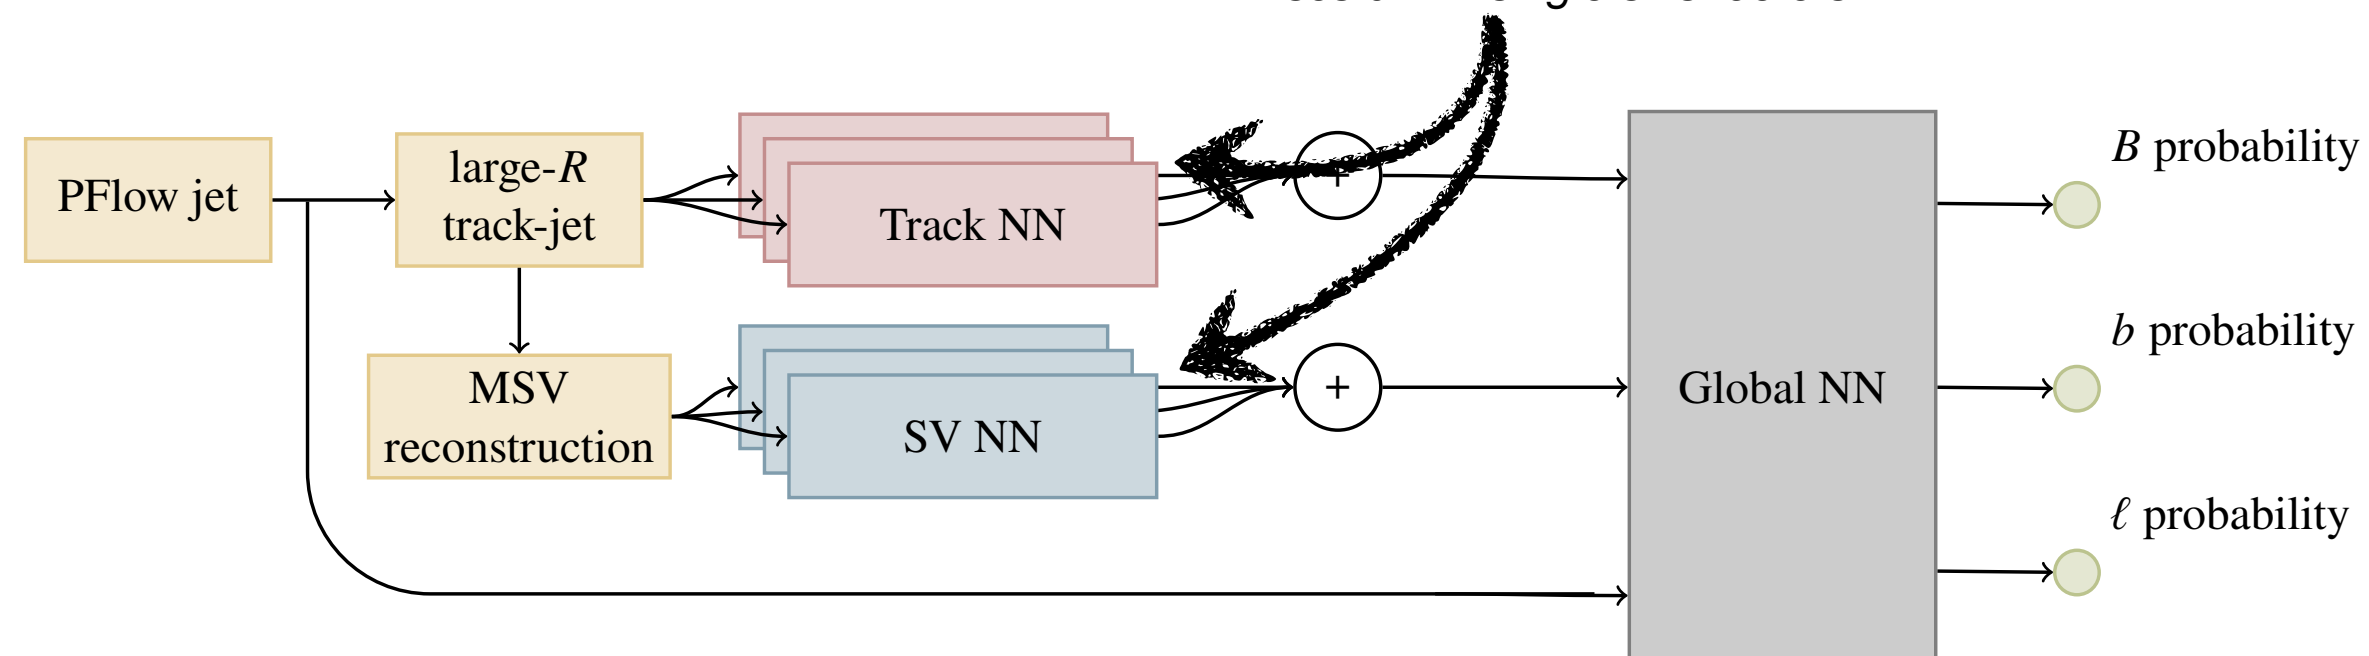 PFlow jet
large-R
track-jet
MSV
reconstruction
Track NN
SV NN
+
+
Global NN
B probability
b probability
ℓ probability